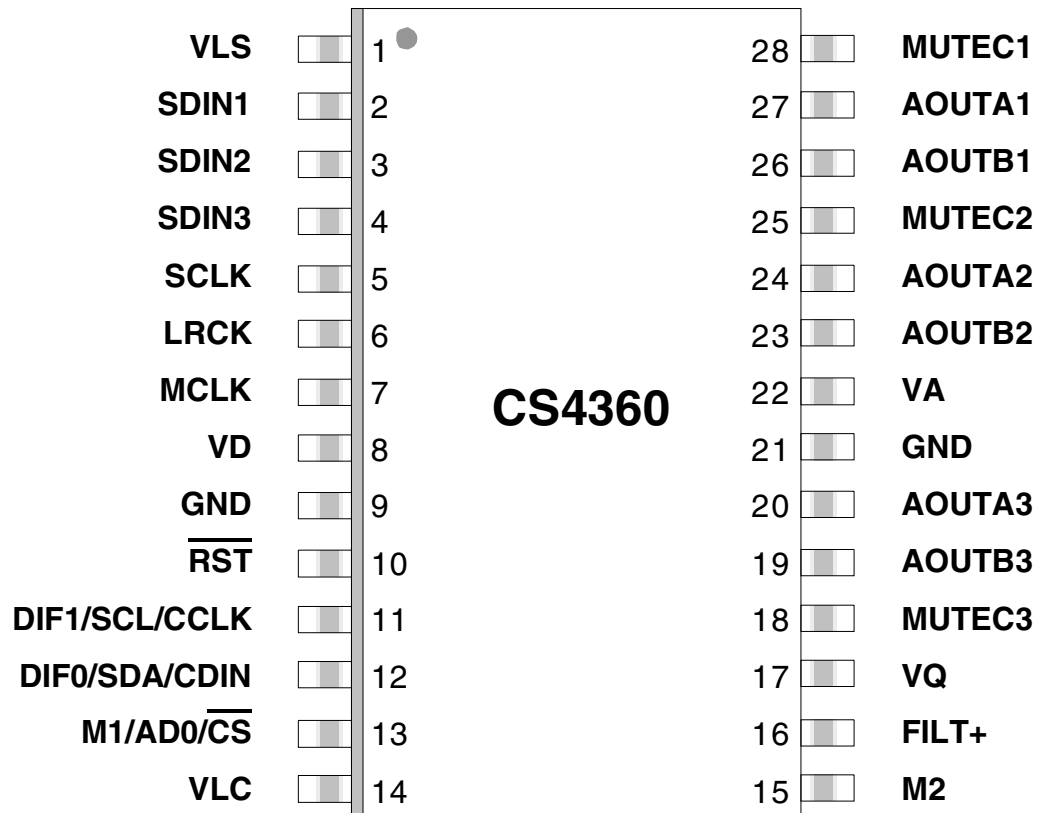 VLS 1 28 MUTEC1
SDIN1 2 27 AOUTA1
SDIN2 3 26 AOUTB1
SDIN3 4 25 MUTEC2
SCLK 5 24 AOUTA2
LRCK 6 23 AOUTB2
MCLK 7 CS4360 22 VA
VD 8 21 GND
GND 9 20 AOUTA3
R̅S̅T̅ 10 19 AOUTB3
DIF1/SCL/CCLK 11 18 MUTEC3
DIF0/SDA/CDIN 12 17 VQ
M1/AD0/C̅S̅ 13 16 FILT+
VLC 14 15 M2